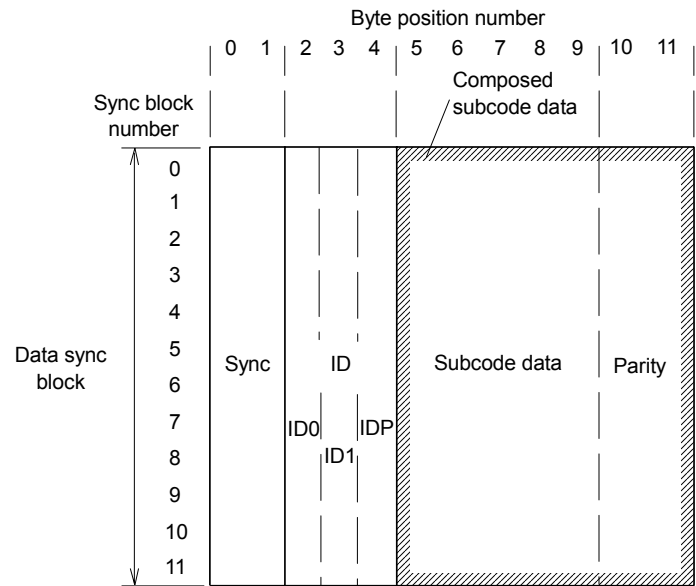 Byte position number
0 1 2 3 4 5 6 7 8 9 10 11
Composed
subcode data
Sync block
number
0
1
2
3
4
5
6
7
8
9
10
11
Data sync
block
Sync
ID
Subcode data
Parity
ID0
IDP
ID1